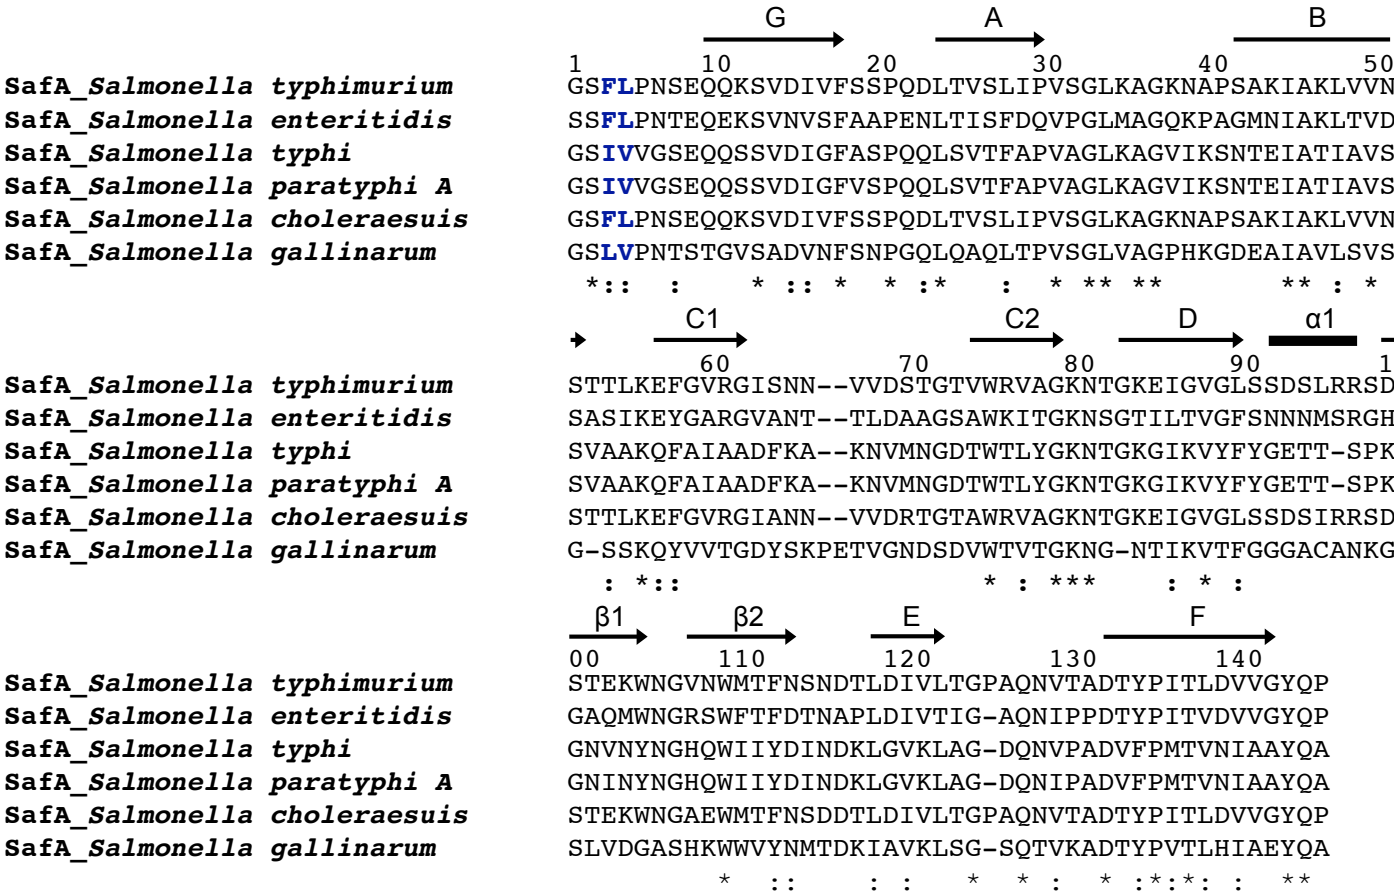 G A B
1 10 20 30 40 50
SafA_Salmonella typhimurium GSFLPNSEQQKSVDIVFSSPQDLTVSLIPVSGLKAGKNAPSAKIAKLVVN
SafA_Salmonella enteritidis SSFLPNTEQEKSVNVSFAAPENLTISFDQVPGLMAGQKPAGMNIAKLTVD
SafA_Salmonella typhi GSIVVGSEQQSSVDIGFASPQQLSVTFAPVAGLKAGVIKSNTEIATIAVS
SafA_Salmonella paratyphi A GSIVVGSEQQSSVDIGFVSPQQLSVTFAPVAGLKAGVIKSNTEIATIAVS
SafA_Salmonella choleraesuis GSFLPNSEQQKSVDIVFSSPQDLTVSLIPVSGLKAGKNAPSAKIAKLVVN
SafA_Salmonella gallinarum GSLVPNTSTGVSADVNFSNPGQLQAQLTPVSGLVAGPHKGDEAIAVLSVS
*:: : * :: * * :* : * ** ** ** : *
C1 C2 D α1
60 70 80 90 1
SafA_Salmonella typhimurium STTLKEFGVRGISNN--VVDSTGTVWRVAGKNTGKEIGVGLSSDSLRRSD
SafA_Salmonella enteritidis SASIKEYGARGVANT--TLDAAGSAWKITGKNSGTILTVGFSNNNMSRGH
SafA_Salmonella typhi SVAAKQFAIAADFKA--KNVMNGDTWTLYGKNTGKGIKVYFYGETT-SPK
SafA_Salmonella paratyphi A SVAAKQFAIAADFKA--KNVMNGDTWTLYGKNTGKGIKVYFYGETT-SPK
SafA_Salmonella choleraesuis STTLKEFGVRGIANN--VVDRTGTAWRVAGKNTGKEIGVGLSSDSIRRSD
SafA_Salmonella gallinarum G-SSKQYVVTGDYSKPETVGNDSDVWTVTGKNG-NTIKVTFGGGACANKG
: *:: * : *** : * :
β1 β2 E F
00 110 120 130 140
SafA_Salmonella typhimurium STEKWNGVNWMTFNSNDTLDIVLTGPAQNVTADTYPITLDVVGYQP
SafA_Salmonella enteritidis GAQMWNGRSWFTFDTNAPLDIVTIG-AQNIPPDTYPITVDVVGYQP
SafA_Salmonella typhi GNVNYNGHQWIIYDINDKLGVKLAG-DQNVPADVFPMTVNIAAYQA
SafA_Salmonella paratyphi A GNINYNGHQWIIYDINDKLGVKLAG-DQNIPADVFPMTVNIAAYQA
SafA_Salmonella choleraesuis STEKWNGAEWMTFNSDDTLDIVLTGPAQNVTADTYPITLDVVGYQP
SafA_Salmonella gallinarum SLVDGASHKWWVYNMTDKIAVKLSG-SQTVKADTYPVTLHIAEYQA
* :: : : * * : * :*:*: : **